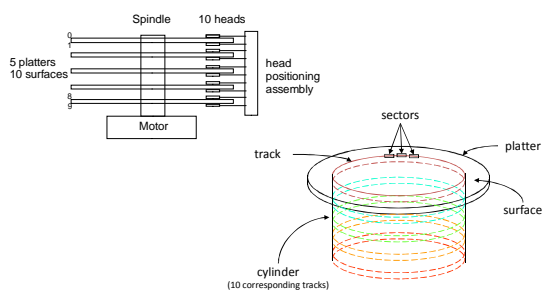 Spindle
10 heads
0
1
5 platters
10 surfaces
8
9
head
positioning
assembly
Motor
sectors
track
platter
surface
cylinder
(10 corresponding tracks)